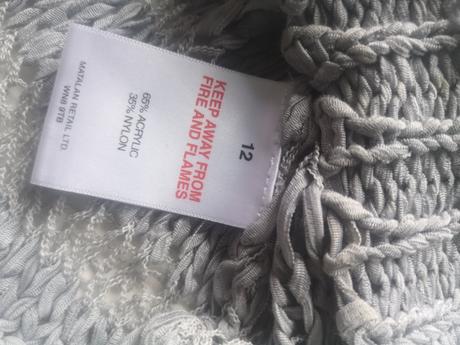 12
KEEP AWAY FROM
FIRE AND FLAMES
65% ACRYLIC
35% NYLON
MATALAN RETAIL LTD.
WN8 9TB